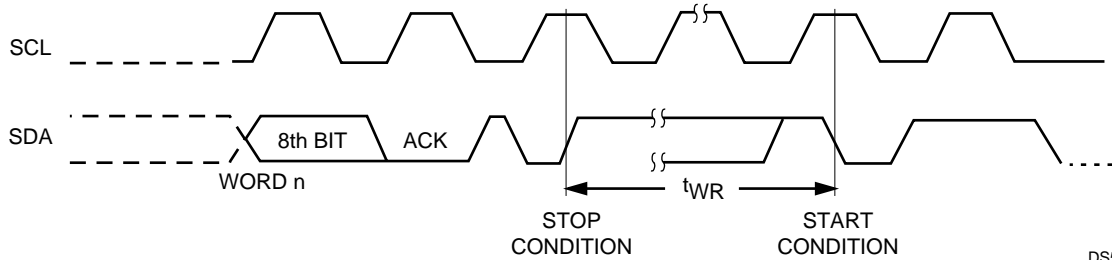 SCL
SDA
8th BIT
ACK
WORD n
tWR
STOP
CONDITION
START
CONDITION